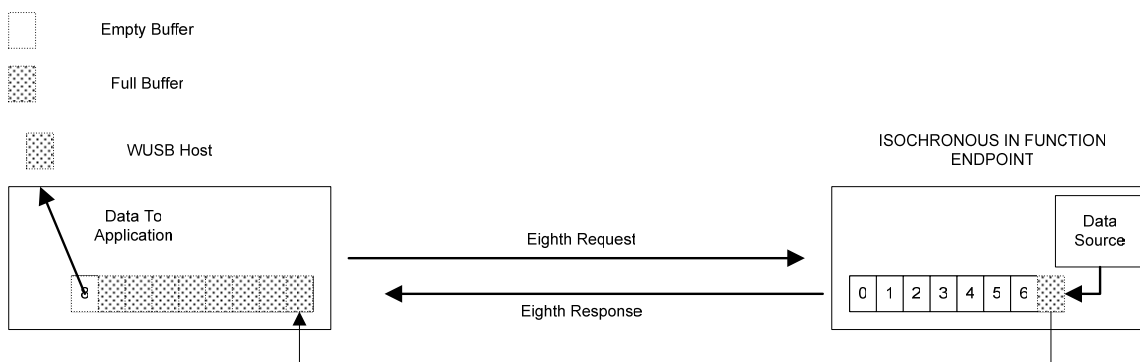 Empty Buffer
Full Buffer
WUSB Host
ISOCHRONOUS IN FUNCTION
ENDPOINT
Data To
Application
Eighth Request
Eighth Response
Data
Source
0 1 2 3 4 5 6